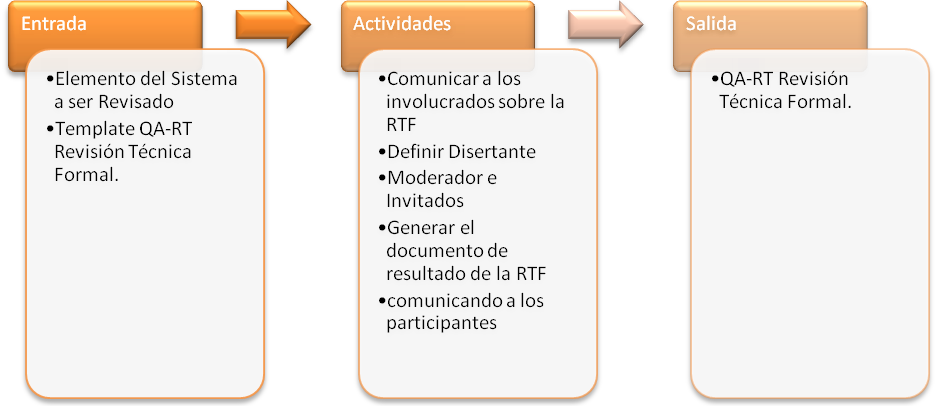 Entrada
•Elemento del Sistema
a ser Revisado
•Template QA-RT
Revisión Técnica
Formal.
Actividades
•Comunicar a los
involucrados sobre la
RTF
•Definir Disertante
•Moderador e
Invitados
•Generar el
documento de
resultado de la RTF
•comunicando a los
participantes
Salida
•QA-RT Revisión
Técnica Formal.